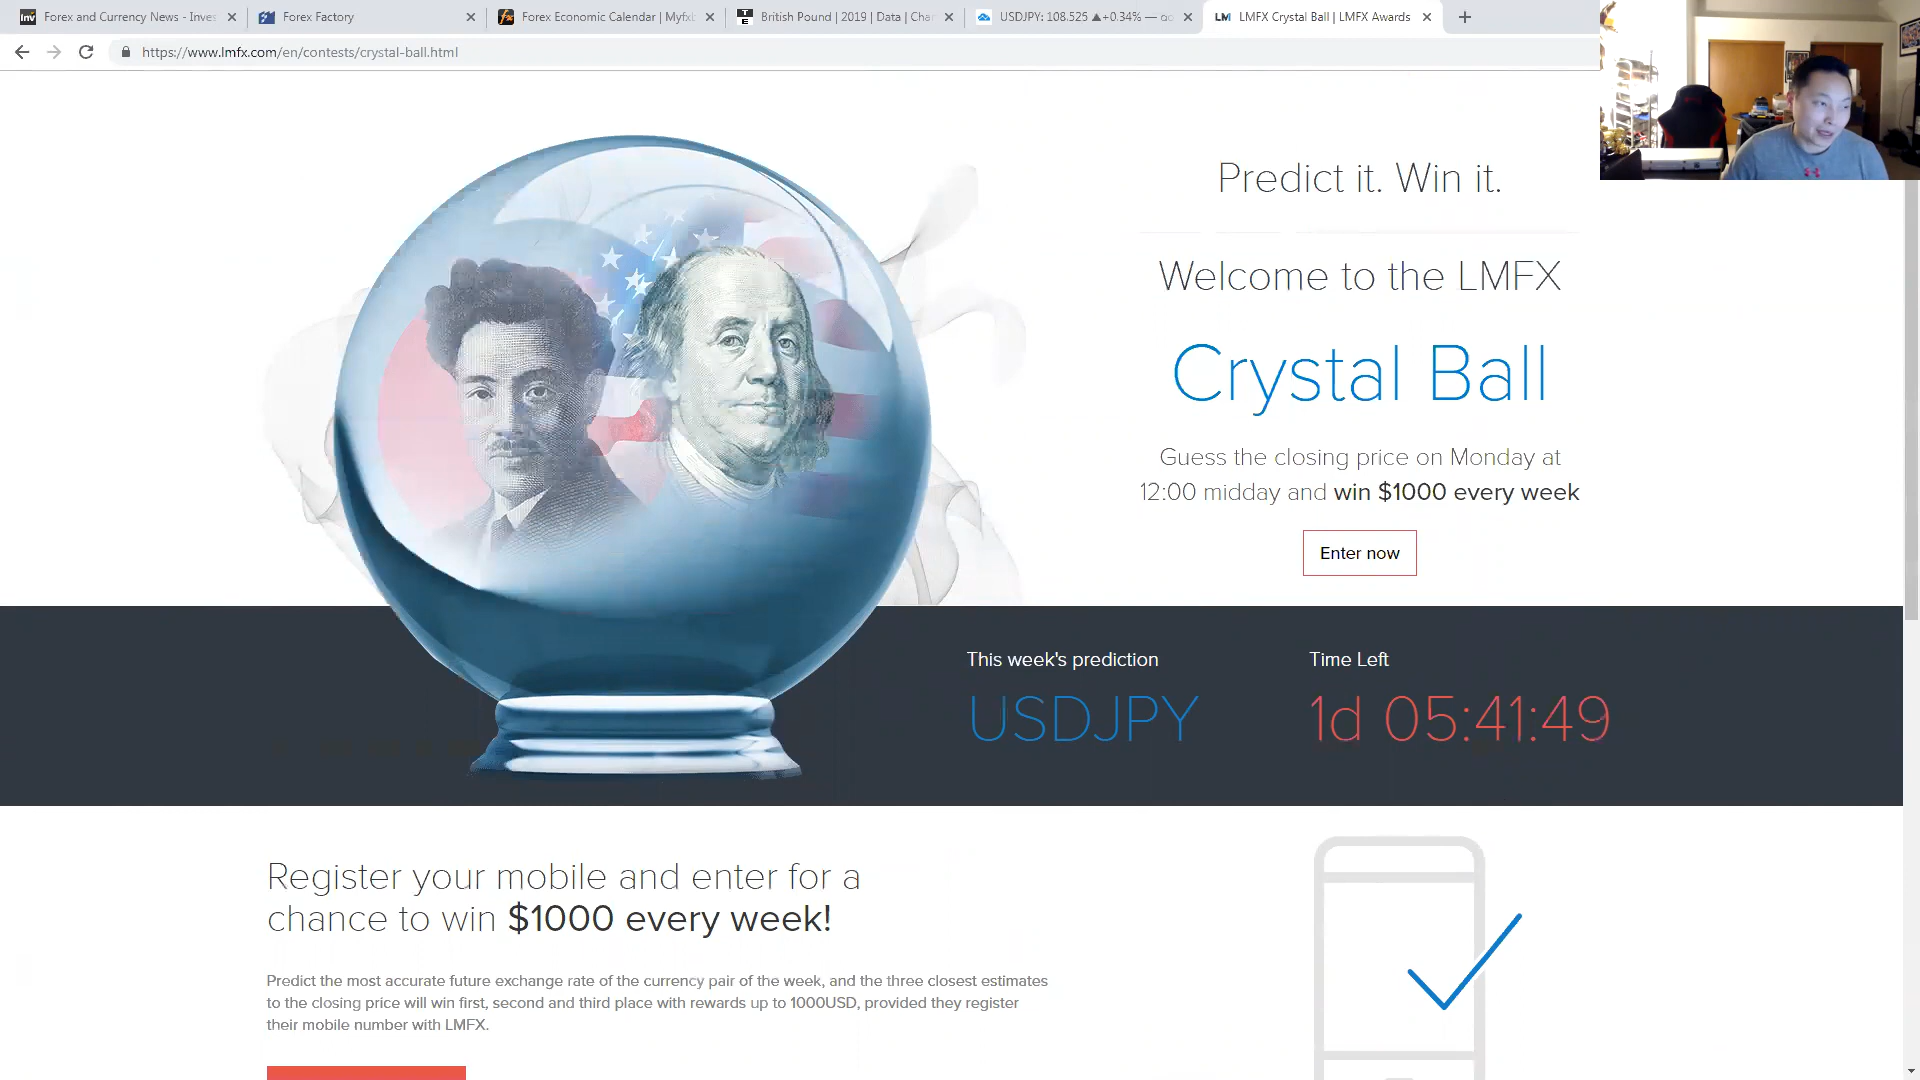 Forex and Currency News - Inves
Forex Factory
Forex Economic Calendar | Myfxb
British Pound | 2019 | Data | Char
USDJPY: 108.525 ▲+0.34% —
LMFX Crystal Ball | LMFX Awards
https://www.lmfx.com/en/contests/crystal-ball.html
Predict it. Win it.
Welcome to the LMFX
Crystal Ball
Guess the closing price on Monday at
12:00 midday and win $1000 every week
Enter now
This week's prediction
Time Left
USDJPY
1d 05:41:49
Register your mobile and enter for a
chance to win $1000 every week!
Predict the most accurate future exchange rate of the currency pair of the week, and the three closest estimates
to the closing price will win first, second and third place with rewards up to 1000USD, provided they register
their mobile number with LMFX.